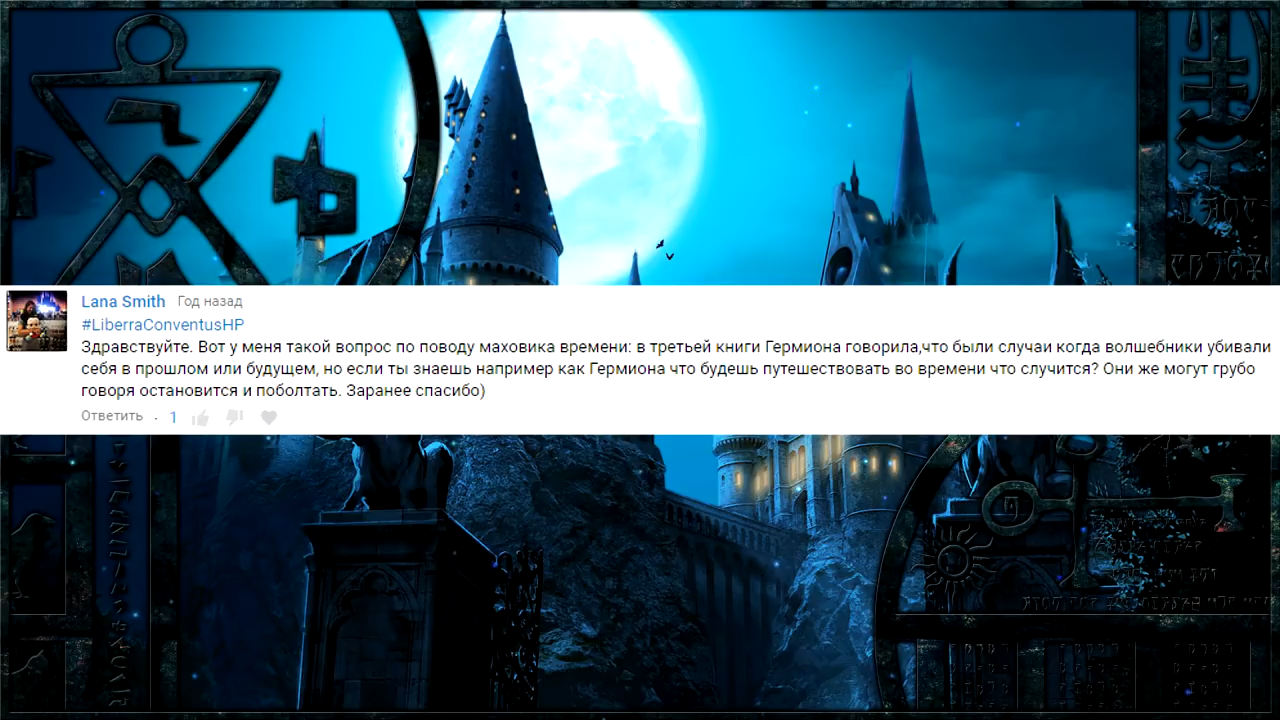 Lana Smith Год назад
#LiberraConventusHP
Здравствуйте. Вот у меня такой вопрос по поводу маховика времени: в третьей книги Гермиона говорила,что были случаи когда волшебники убивали
себя в прошлом или будущем, но если ты знаешь например как Гермиона что будешь путешествовать во времени что случится? Они же могут грубо
говоря остановится и поболтать. Заранее спасибо)
Ответить · 1